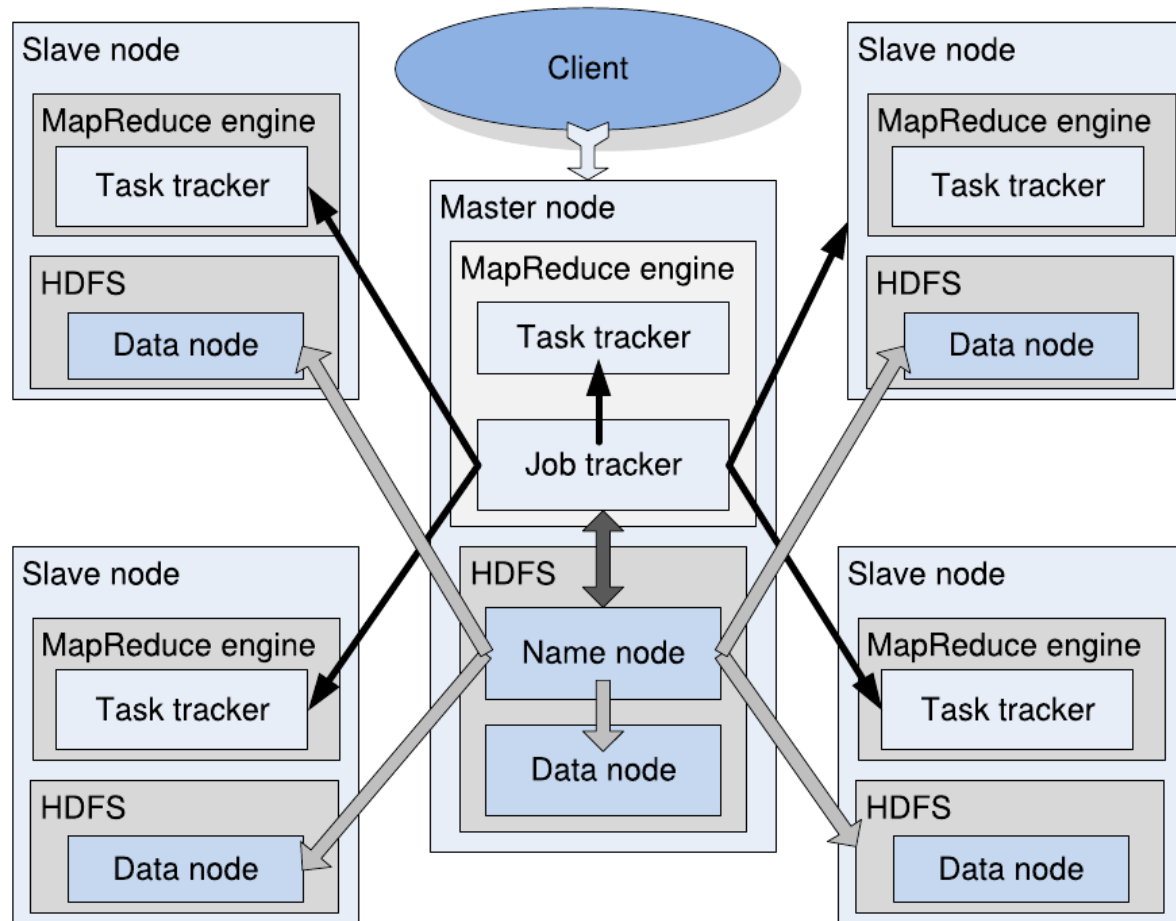 Slave node
MapReduce engine
Task tracker
HDFS
Data node
Client
Master node
MapReduce engine
Task tracker
Job tracker
HDFS
Name node
Data node
Slave node
MapReduce engine
Task tracker
HDFS
Data node
Slave node
MapReduce engine
Task tracker
HDFS
Data node
Slave node
MapReduce engine
Task tracker
HDFS
Data node